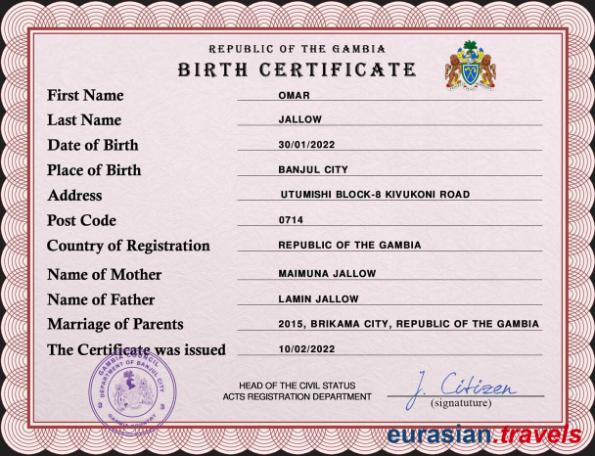 REPUBLIC OF THE GAMBIA
BIRTH CERTIFICATE
First Name OMAR
Last Name JALLOW
Date of Birth 30/01/2022
Place of Birth BANJUL CITY
Address UTUMISHI BLOCK-8 KIVUKONI ROAD
Post Code 0714
Country of Registration REPUBLIC OF THE GAMBIA
Name of Mother MAIMUNA JALLOW
Name of Father LAMIN JALLOW
Marriage of Parents 2015, BRIKAMA CITY, REPUBLIC OF THE GAMBIA
The Certificate was issued 10/02/2022
GAMBIA COUNCIL
DEPARTMENT OF BANJUL CITY
GAMBIA COUNTRY
HEAD OF THE CIVIL STATUS
ACTS REGISTRATION DEPARTMENT
J. Citizen
(signatuture)
eurasian.travels